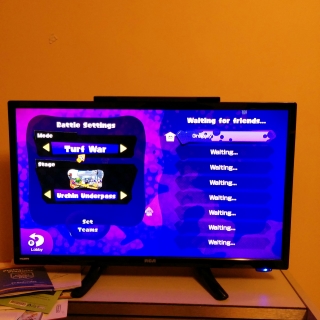 Battle Settings
Mode
Turf War
Stage
Urchin Underpass
Set
Teams
Lobby
Waiting for friends...
Waiting...
Waiting...
Waiting...
Waiting...
Waiting...
Waiting...
Waiting...
RCA